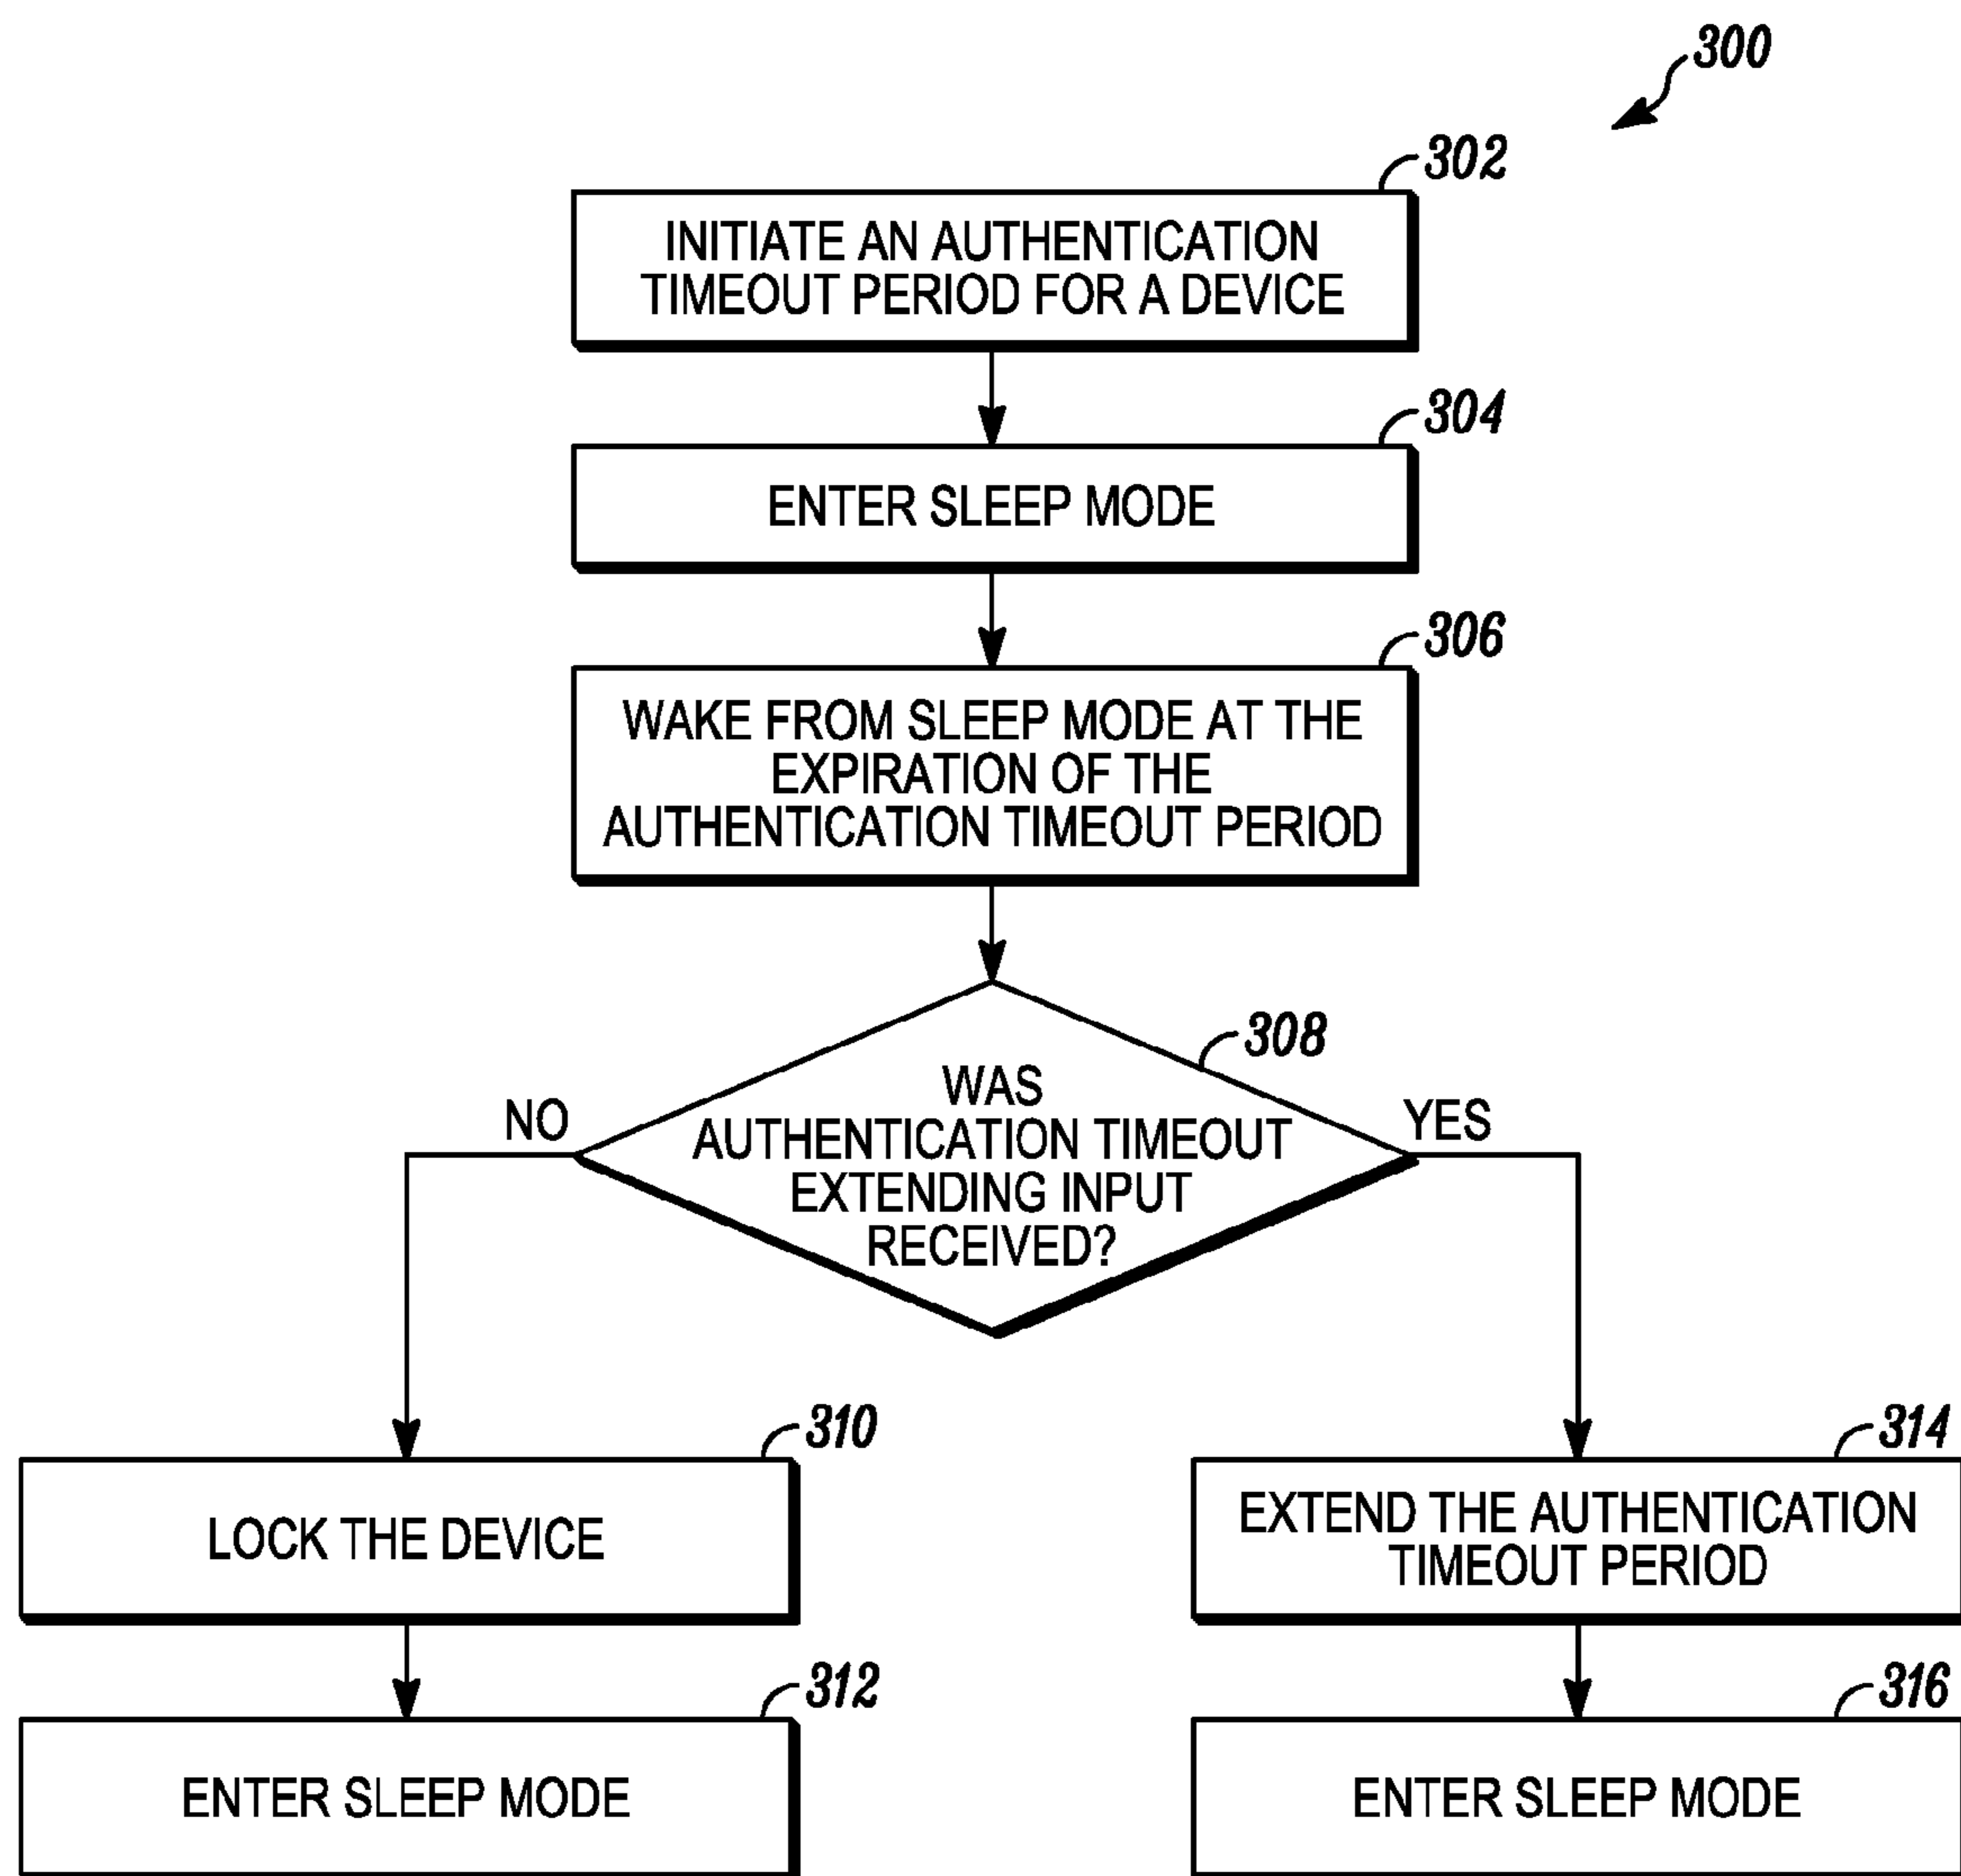 300
302
INITIATE AN AUTHENTICATION
TIMEOUT PERIOD FOR A DEVICE
304
ENTER SLEEP MODE
306
WAKE FROM SLEEP MODE AT THE
EXPIRATION OF THE
AUTHENTICATION TIMEOUT PERIOD
308
WAS
AUTHENTICATION TIMEOUT
EXTENDING INPUT
RECEIVED?
NO
YES
310
LOCK THE DEVICE
314
EXTEND THE AUTHENTICATION
TIMEOUT PERIOD
312
ENTER SLEEP MODE
316
ENTER SLEEP MODE